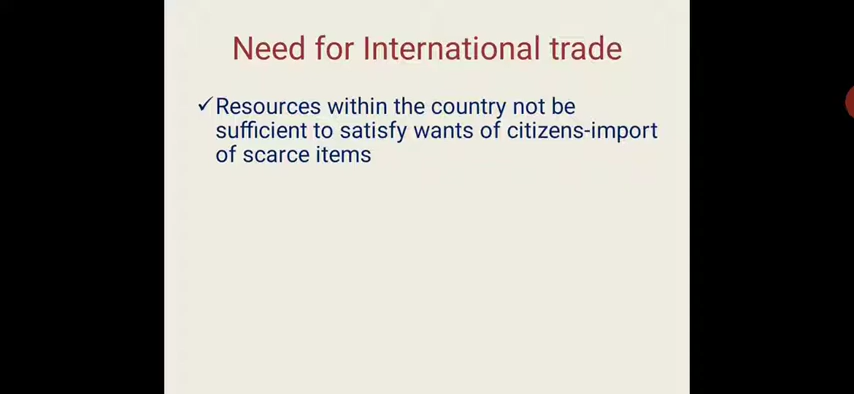 Need for International trade
✓Resources within the country not be
sufficient to satisfy wants of citizens-import
of scarce items